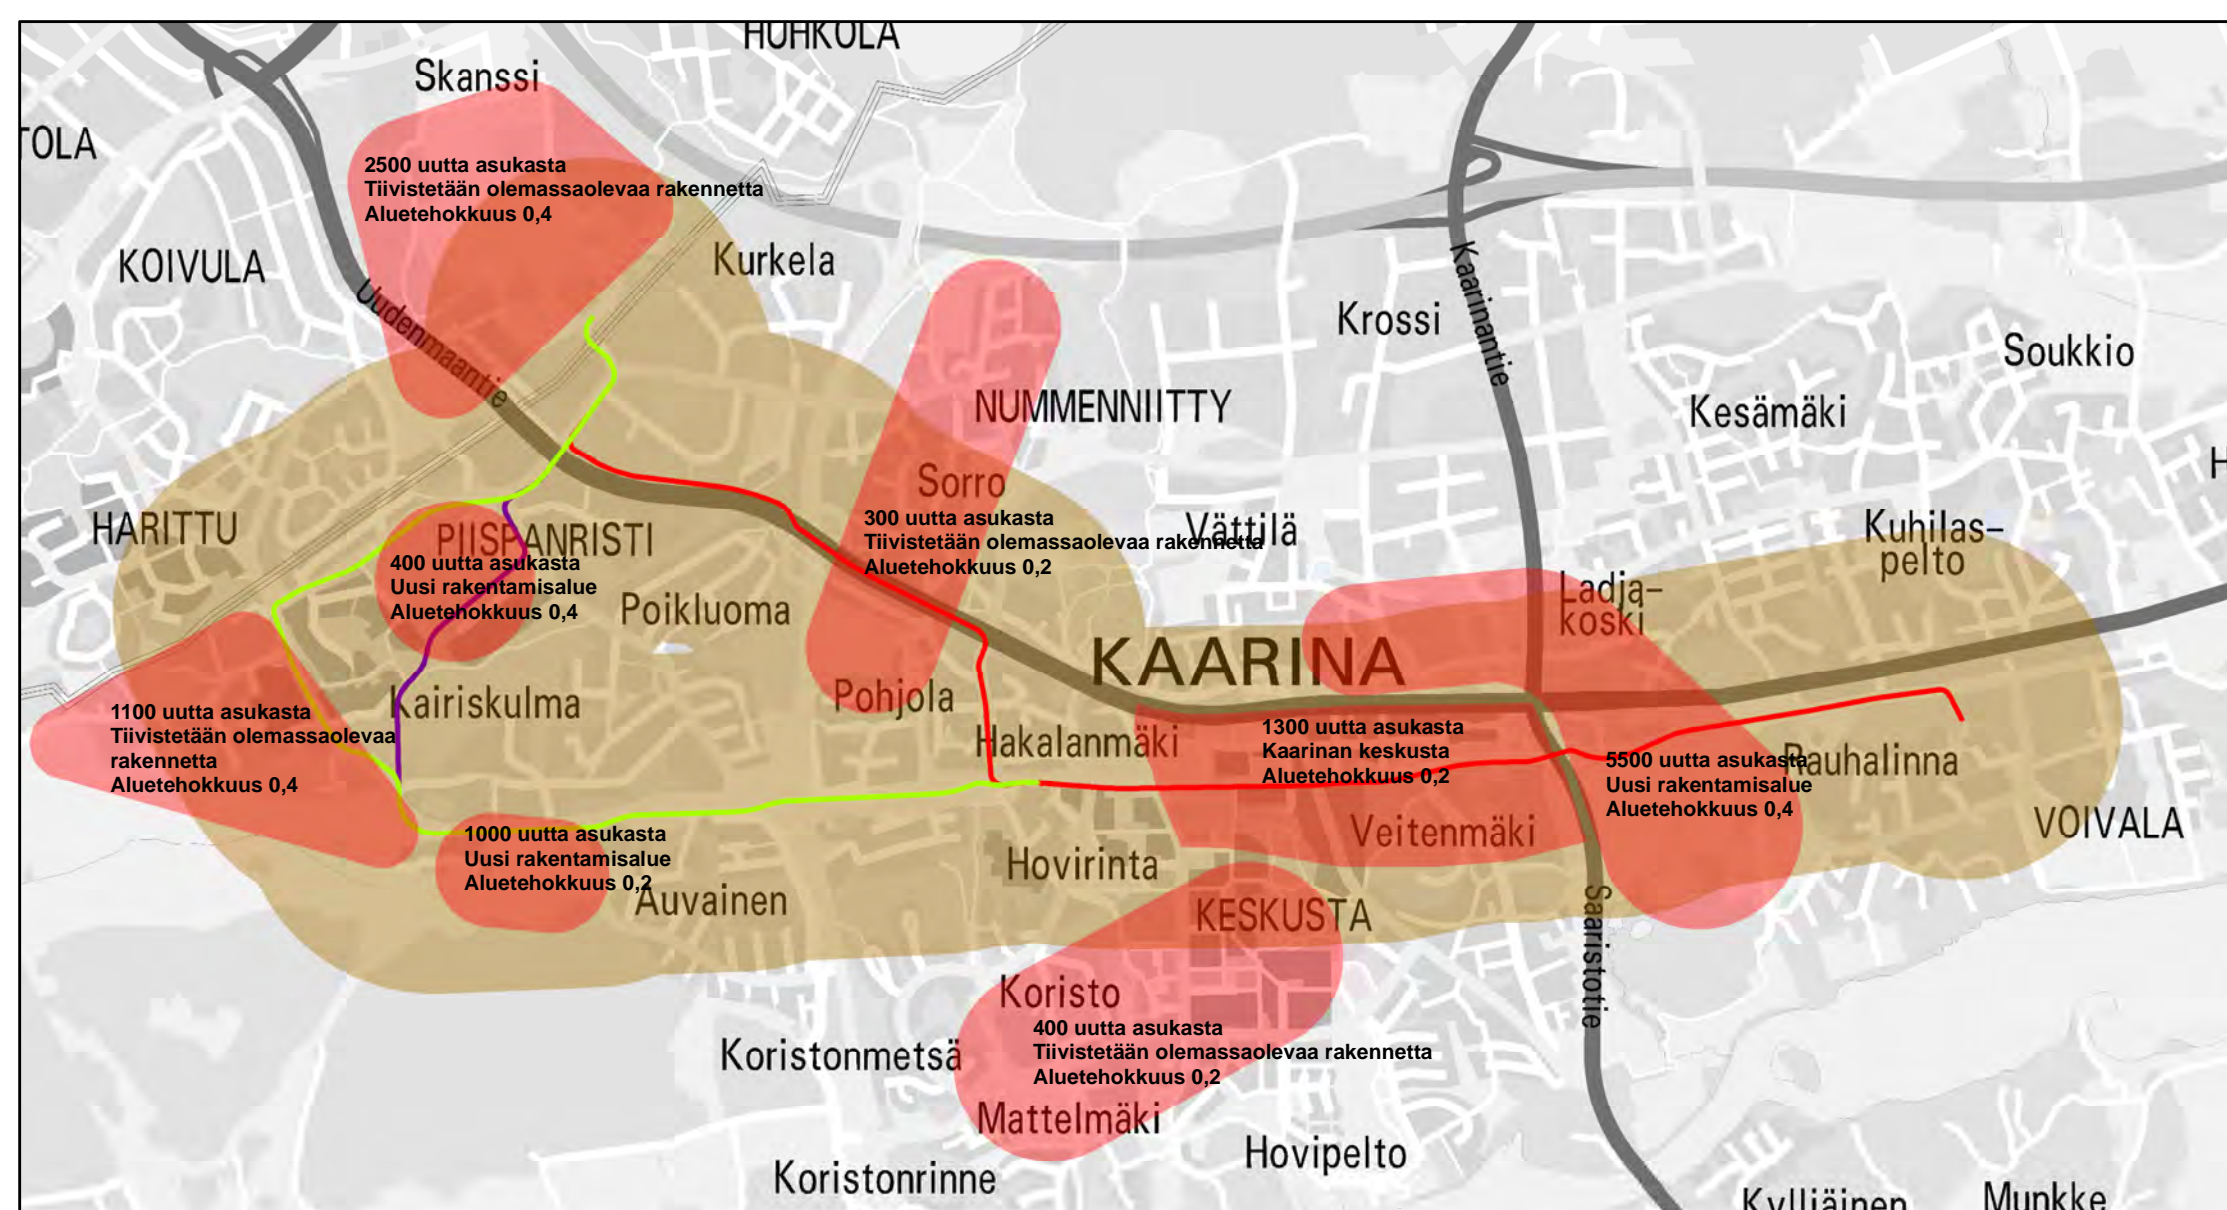 HUHKOLA
Skanssi
TOLA
2500 uutta asukasta
Tiivistetään olemassaolevaa rakennetta
Aluetehokkuus 0,4
KOIVULA
Kurkela
Uudenmaantie
Kaarinantie
Krossi
Soukkio
NUMMENNIITTY
Kesämäki
H
Sorro
HARITTU
PIISPANRISTI
300 uutta asukasta
Tiivistetään olemassaolevaa rakennetta
Aluetehokkuus 0,2
Vättilä
Kuhilas-
pelto
400 uutta asukasta
Uusi rakentamisalue
Aluetehokkuus 0,4
Poikluoma
Ladja-
koski
KAARINA
Kairiskulma
Pohjola
1100 uutta asukasta
Tiivistetään olemassaolevaa
rakennetta
Aluetehokkuus 0,4
Hakalanmäki
1300 uutta asukasta
Kaarinan keskusta
Aluetehokkuus 0,2
5500 uutta asukasta
Uusi rakentamisalue
Aluetehokkuus 0,4
Rauhalinna
VOIVALA
1000 uutta asukasta
Uusi rakentamisalue
Aluetehokkuus 0,2
Veitenmäki
Hovirinta
Auvainen
KESKUSTA
Saaristotie
Koristo
400 uutta asukasta
Tiivistetään olemassaolevaa rakennetta
Aluetehokkuus 0,2
Koristonmetsä
Mattelmäki
Hovipelto
Koristonrinne
Kylliäinen
Munkke